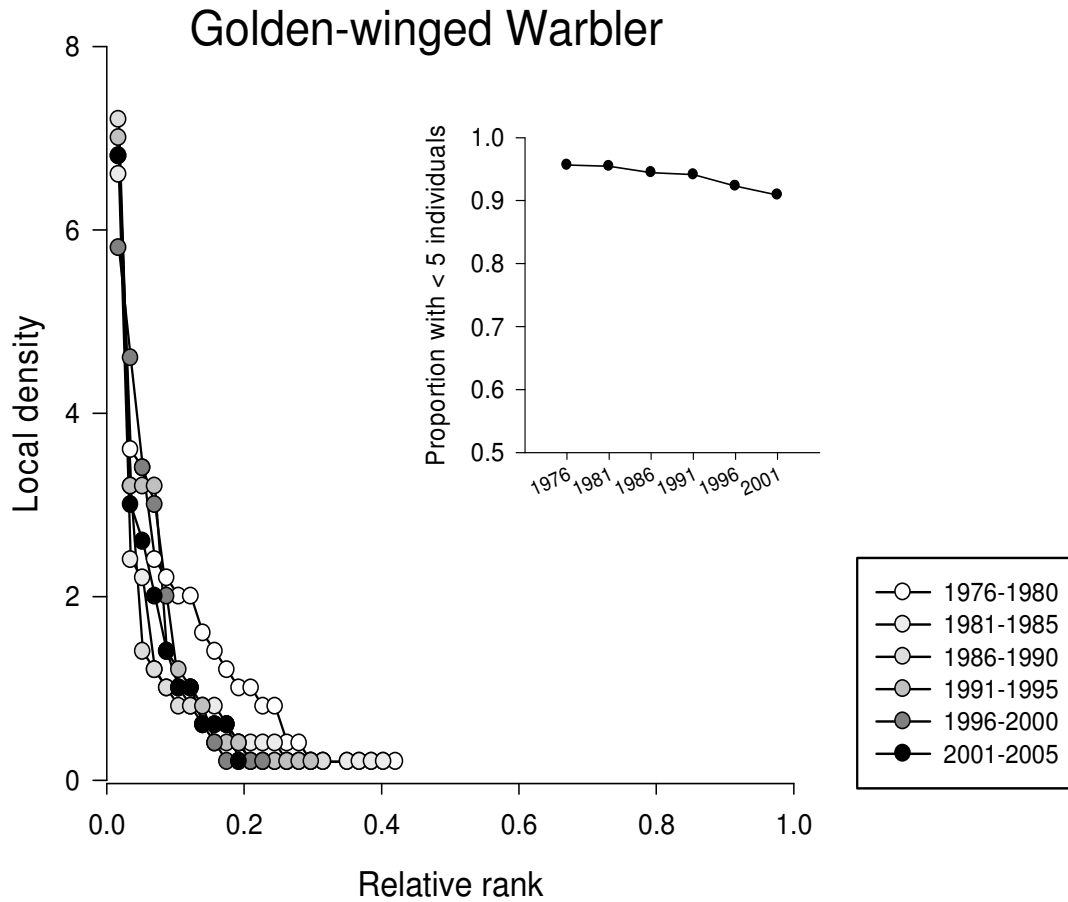 Golden-winged Warbler
8
6
4
2
0
Local density
0.0 0.2 0.4 0.6 0.8 1.0
Relative rank
1.0
0.9
0.8
0.7
0.6
0.5
Proportion with < 5 individuals
1976 1981 1986 1991 1996 2001
1976-1980
1981-1985
1986-1990
1991-1995
1996-2000
2001-2005